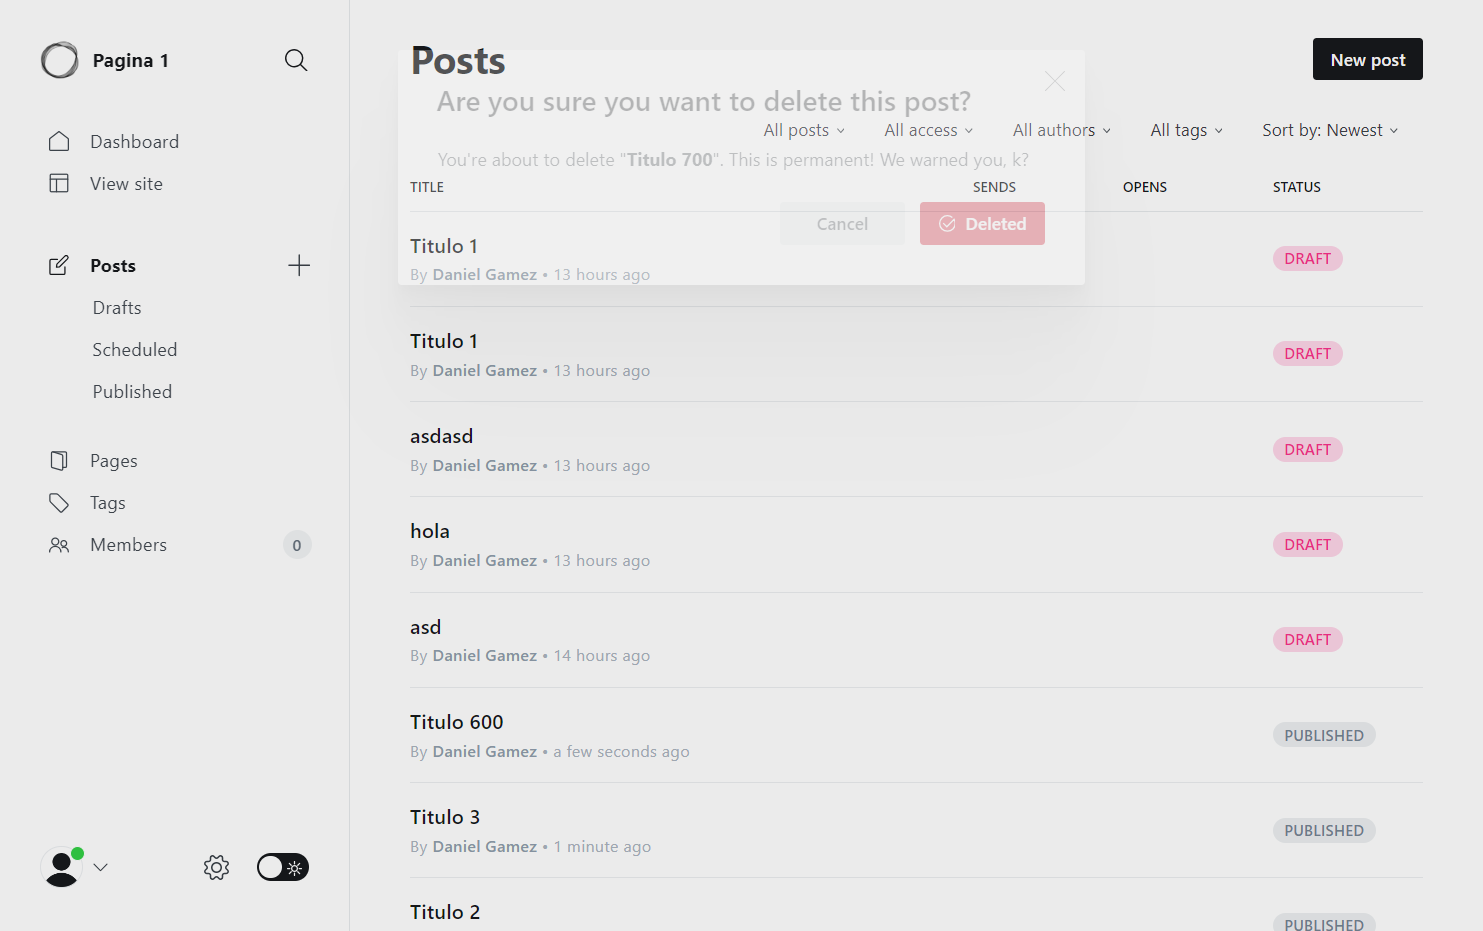 Pagina 1
Dashboard
View site
Posts
Drafts
Scheduled
Published
Pages
Tags
Members
0
Posts
New post
Are you sure you want to delete this post?
All posts
All access
All authors
All tags
Sort by: Newest
You're about to delete "Titulo 700". This is permanent! We warned you, k?
TITLE
SENDS
OPENS
STATUS
Cancel
Deleted
Titulo 1
By Daniel Gamez • 13 hours ago
DRAFT
Titulo 1
By Daniel Gamez • 13 hours ago
DRAFT
asdasd
By Daniel Gamez • 13 hours ago
DRAFT
hola
By Daniel Gamez • 13 hours ago
DRAFT
asd
By Daniel Gamez • 14 hours ago
DRAFT
Titulo 600
By Daniel Gamez • a few seconds ago
PUBLISHED
Titulo 3
By Daniel Gamez • 1 minute ago
PUBLISHED
Titulo 2
PUBLISHED